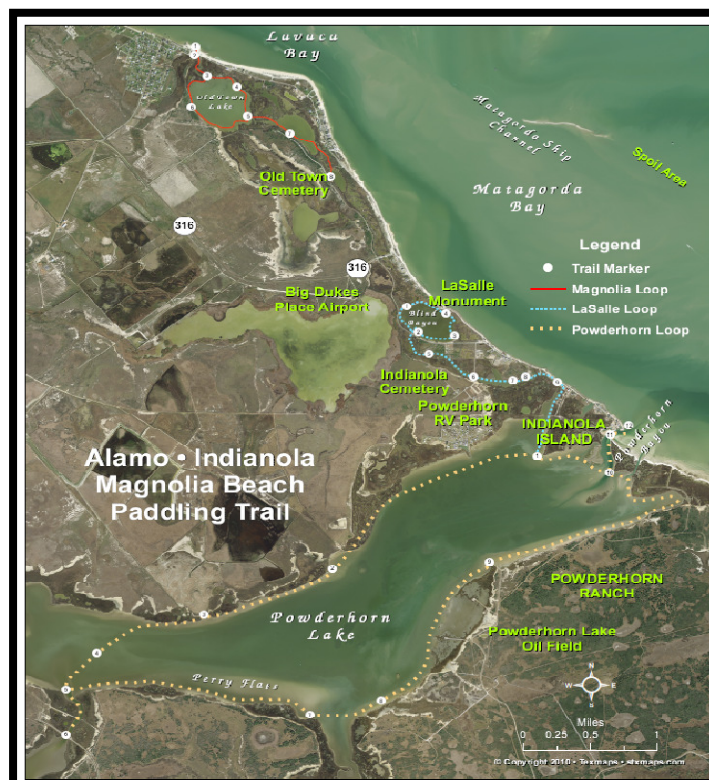 Lavaca
Bay
Old Town
Lake
Matagorda Ship
Channel
Spoil Area
Old Town
Cemetery
Matagorda
Bay
316
316
Legend
Trail Marker
Magnolia Loop
LaSalle Loop
Powderhorn Loop
Big Dukes
Place Airport
LaSalle
Monument
Blind
Bayou
Indianola
Cemetery
Powderhorn
RV Park
INDIANOLA
ISLAND
Powderhorn
Bayou
Alamo • Indianola
Magnolia Beach
Paddling Trail
POWDERHORN
RANCH
Powderhorn
Lake
Powderhorn Lake
Oil Field
Perry Flats
N
W E
S
Miles
0 0.25 0.5 1
© Copyright 2010 • Texmaps • stxmaps.com